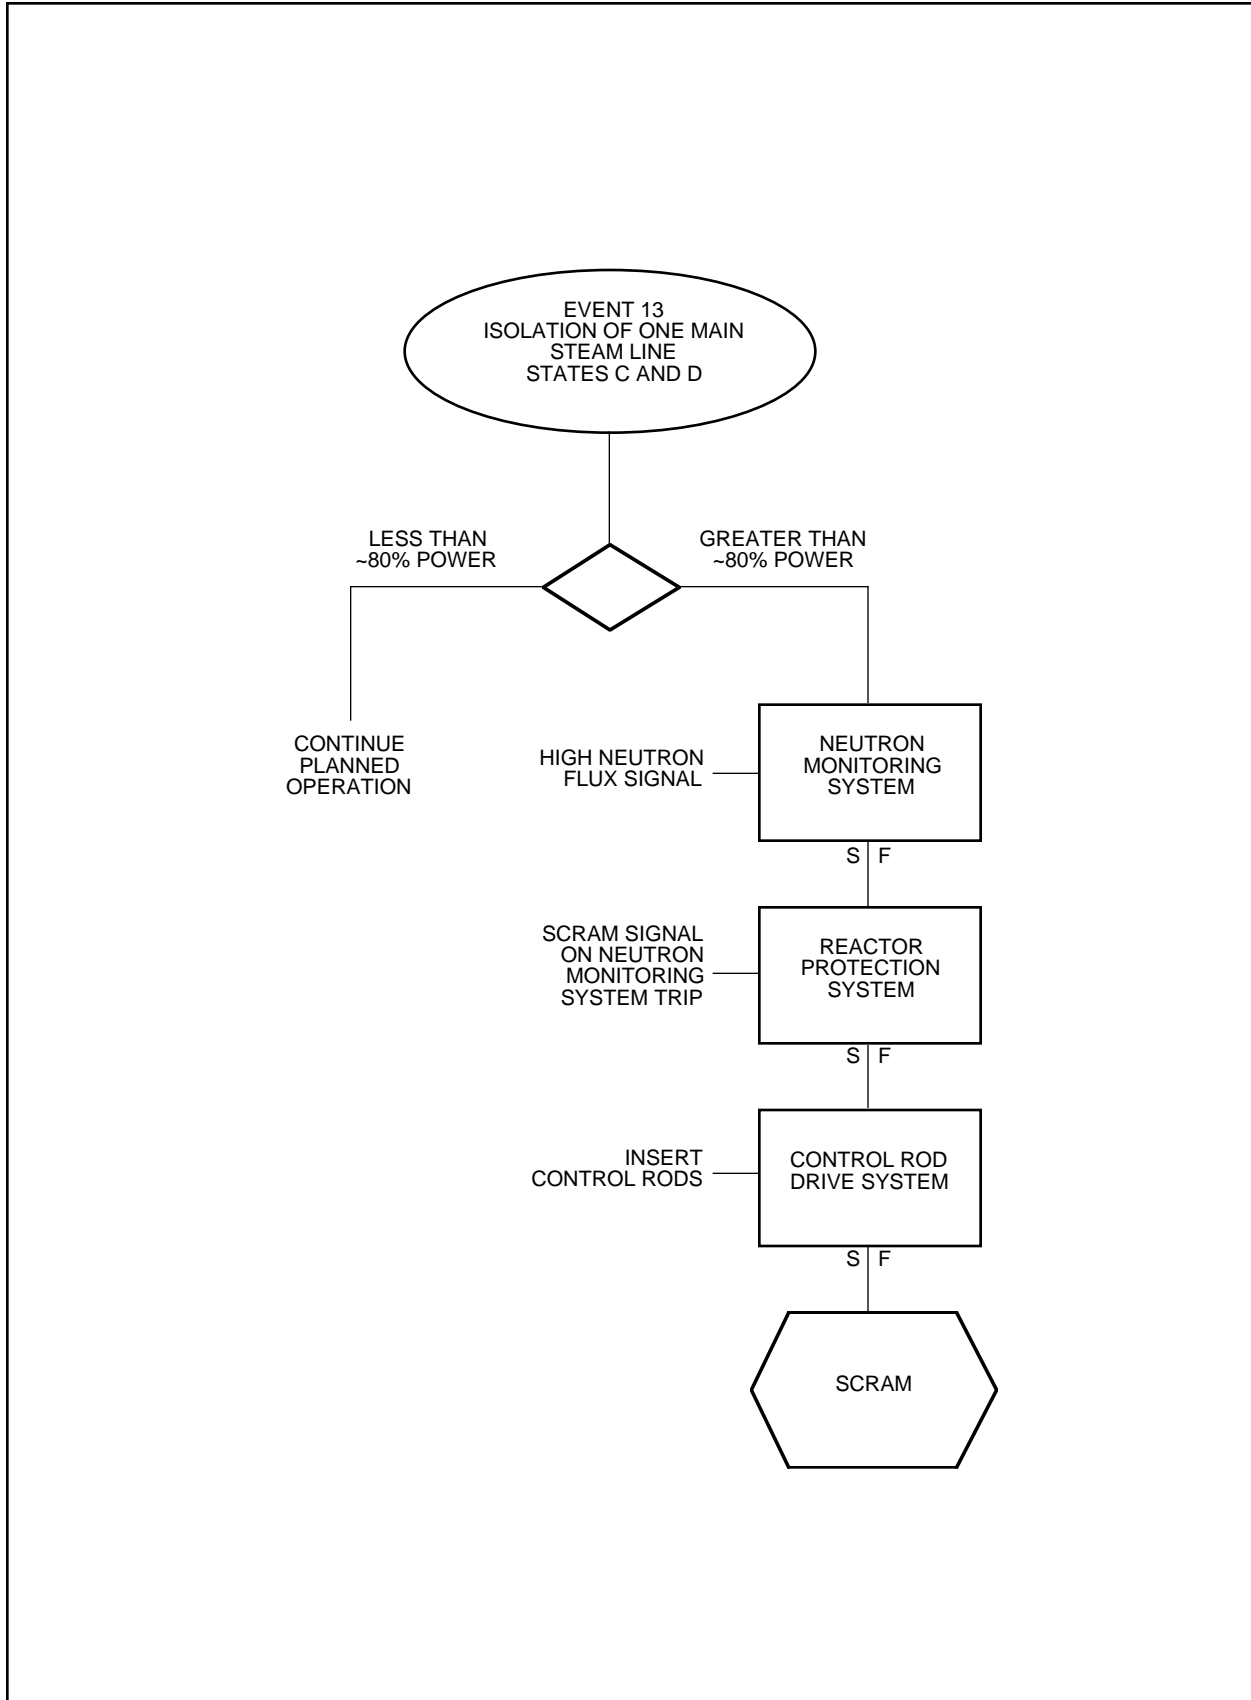 EVENT 13
ISOLATION OF ONE MAIN
STEAM LINE
STATES C AND D
LESS THAN
~80% POWER
GREATER THAN
~80% POWER
CONTINUE
PLANNED
OPERATION
HIGH NEUTRON
FLUX SIGNAL
NEUTRON
MONITORING
SYSTEM
S F
SCRAM SIGNAL
ON NEUTRON
MONITORING
SYSTEM TRIP
REACTOR
PROTECTION
SYSTEM
S F
INSERT
CONTROL RODS
CONTROL ROD
DRIVE SYSTEM
S F
SCRAM